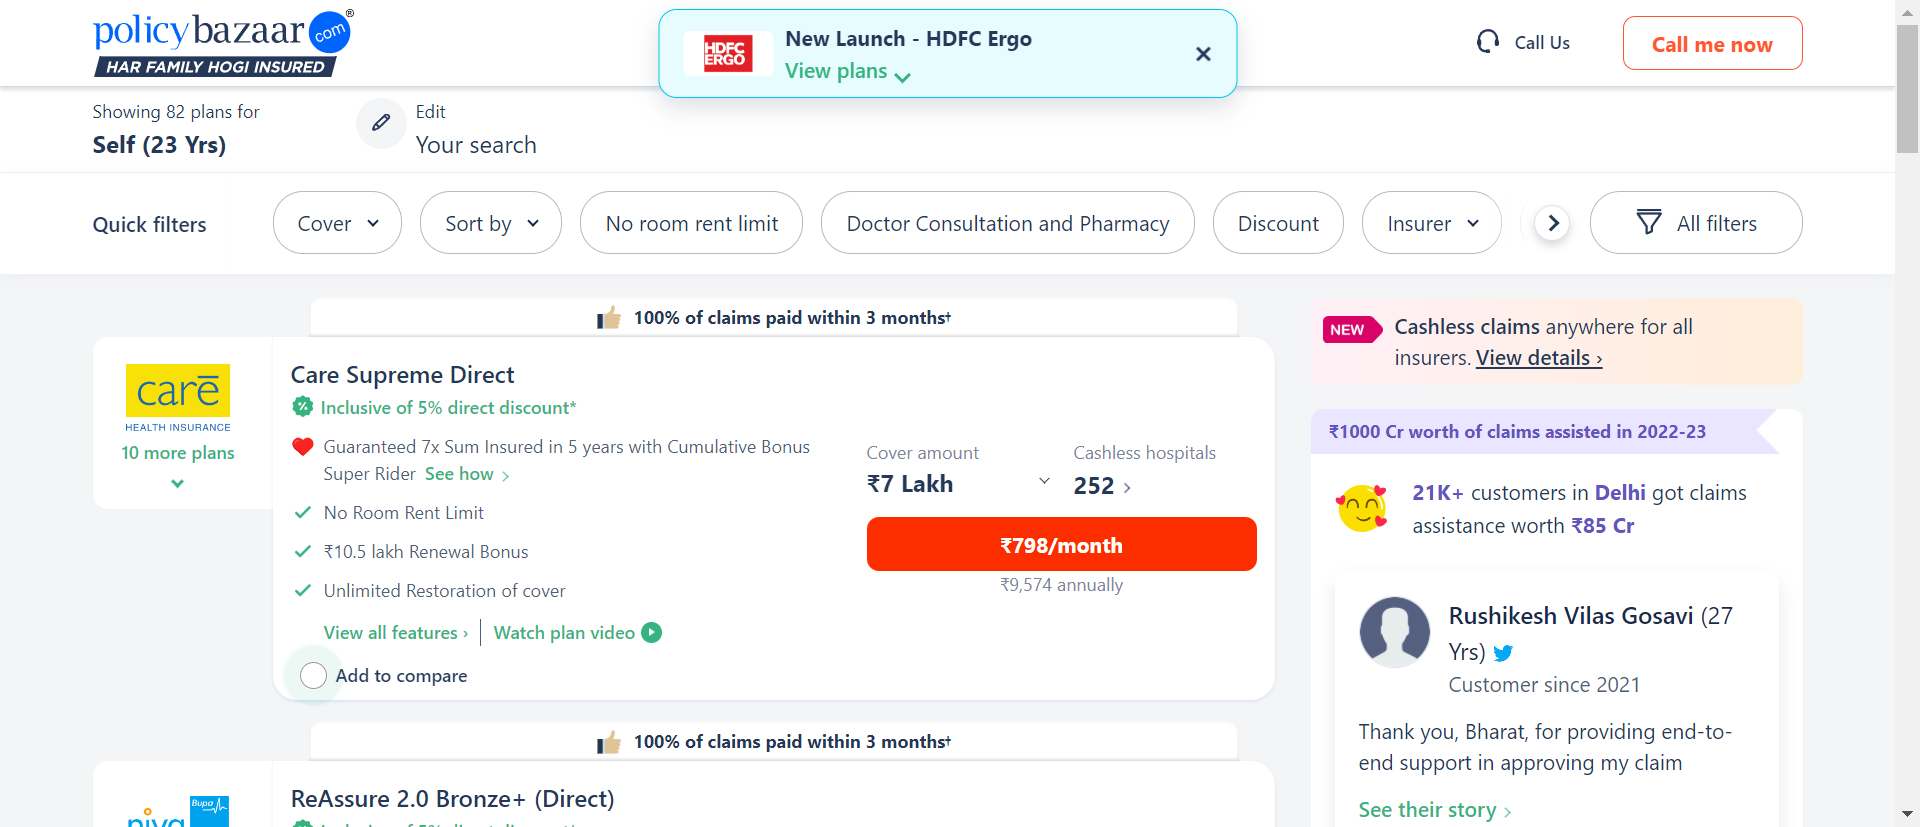 policybazaar.com®
HAR FAMILY HOGI INSURED
HDFC
ERGO
New Launch - HDFC Ergo
View plans
Call Us
Call me now
Showing 82 plans for
Self (23 Yrs)
Edit
Your search
Quick filters
Cover
Sort by
No room rent limit
Doctor Consultation and Pharmacy
Discount
Insurer
All filters
100% of claims paid within 3 months†
carē
HEALTH INSURANCE
10 more plans
Care Supreme Direct
Inclusive of 5% direct discount*
Guaranteed 7x Sum Insured in 5 years with Cumulative Bonus
Super Rider See how
No Room Rent Limit
₹10.5 lakh Renewal Bonus
Unlimited Restoration of cover
View all features
Watch plan video
Add to compare
Cover amount
₹7 Lakh
Cashless hospitals
252
₹798/month
₹9,574 annually
100% of claims paid within 3 months†
niva
Bupa
ReAssure 2.0 Bronze+ (Direct)
NEW
Cashless claims anywhere for all
insurers. View details
₹1000 Cr worth of claims assisted in 2022-23
21K+ customers in Delhi got claims
assistance worth ₹85 Cr
Rushikesh Vilas Gosavi (27
Yrs)
Customer since 2021
Thank you, Bharat, for providing end-to-
end support in approving my claim
See their story